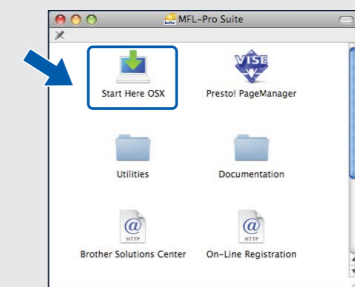 MFL-Pro Suite
VISE
Start Here OSX
Presto! PageManager
Utilities
Documentation
@
HTTP
@
HTTP
Brother Solutions Center
On-Line Registration